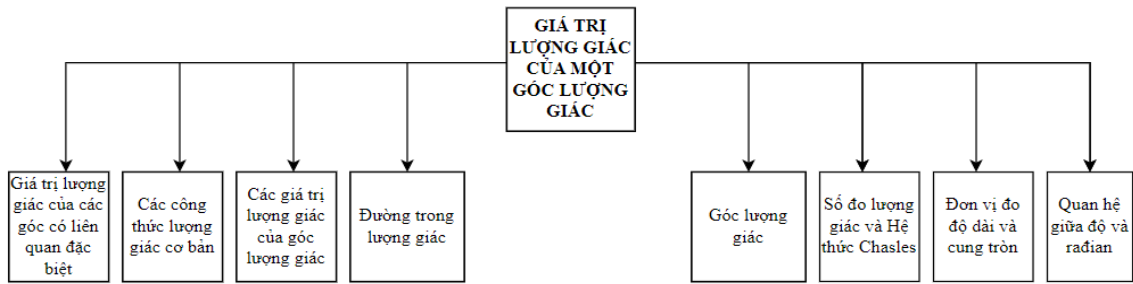 GIÁ TRỊ
LƯỢNG GIÁC
CỦA MỘT
GÓC LƯỢNG
GIÁC
Giá trị lượng
giác của các
góc có liên
quan đặc
biệt
Các công
thức lượng
giác cơ bản
Các giá trị
lượng giác
của góc
lượng giác
Đường trong
lượng giác
Góc lượng
giác
Số đo lượng
giác và Hệ
thức Chasles
Đơn vị đo
độ dài và
cung tròn
Quan hệ
giữa độ và
rađian